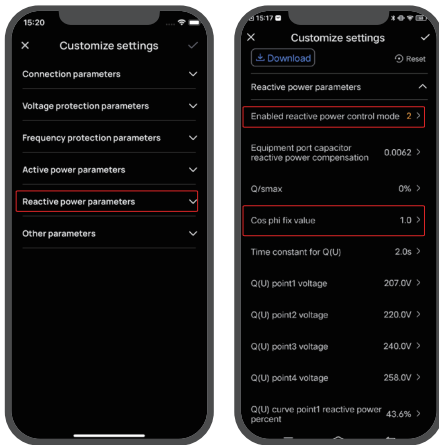 15:20
Customize settings
Connection parameters
Voltage protection parameters
Frequency protection parameters
Active power parameters
Reactive power parameters
Other parameters
15:17
Customize settings
Download
Reset
Reactive power parameters
Enabled reactive power control mode 2
Equipment port capacitor
reactive power compensation 0.0062
Q/smax 0%
Cos phi fix value 1.0
Time constant for Q(U) 2.0s
Q(U) point1 voltage 207.0V
Q(U) point2 voltage 220.0V
Q(U) point3 voltage 240.0V
Q(U) point4 voltage 258.0V
Q(U) curve point1 reactive power
percent 43.6%